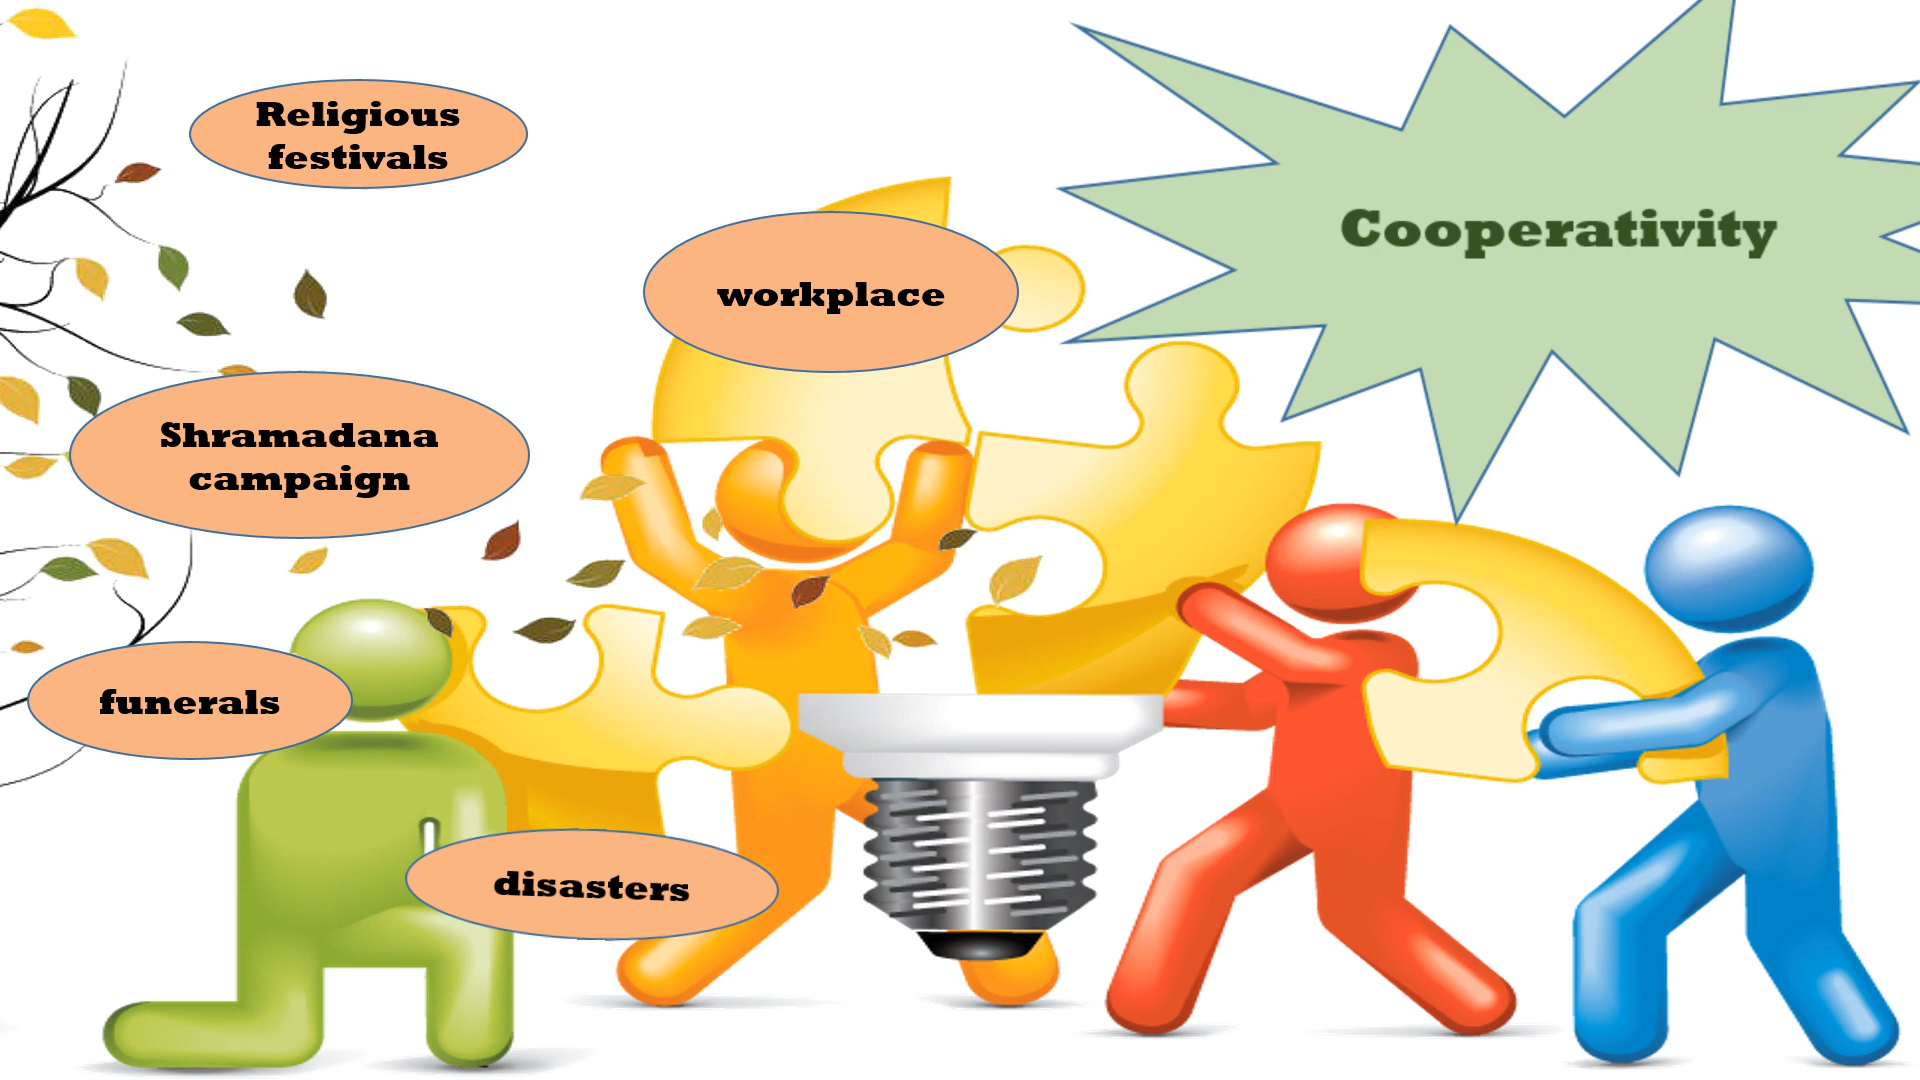 Religious
festivals
Cooperativity
workplace
Shramadana
campaign
funerals
disasters